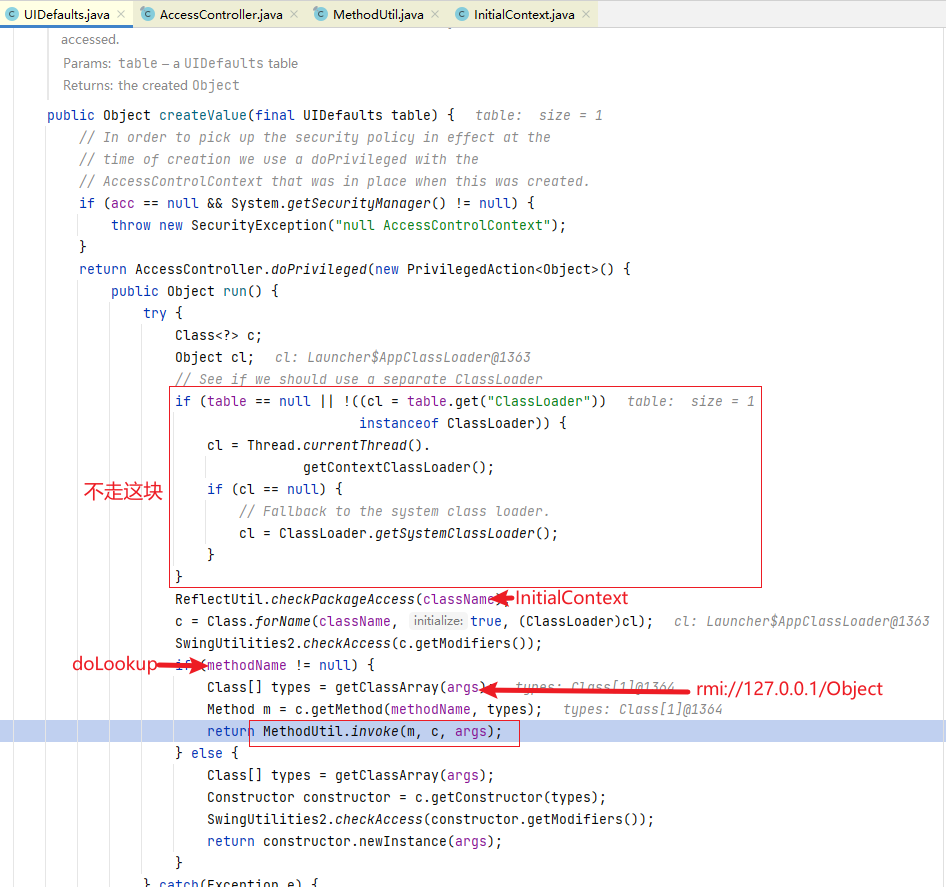 UIDefaults.java × AccessController.java × MethodUtil.java × InitialContext.java ×
accessed.
Params: table – a UIDefaults table
Returns: the created Object
public Object createValue(final UIDefaults table) { table: size = 1
// In order to pick up the security policy in effect at the
// time of creation we use a doPrivileged with the
// AccessControlContext that was in place when this was created.
if (acc == null && System.getSecurityManager() != null) {
throw new SecurityException("null AccessControlContext");
}
return AccessController.doPrivileged(new PrivilegedAction<Object>() {
public Object run() {
try {
Class<?> c;
Object cl; cl: Launcher$AppClassLoader@1363
// See if we should use a separate ClassLoader
if (table == null || !((cl = table.get("ClassLoader")) table: size = 1
instanceof ClassLoader)) {
cl = Thread.currentThread().
getContextClassLoader();
不走这块
if (cl == null) {
// Fallback to the system class loader.
cl = ClassLoader.getSystemClassLoader();
}
}
ReflectUtil.checkPackageAccess(className); InitialContext
c = Class.forName(className, initialize: true, (ClassLoader)cl); cl: Launcher$AppClassLoader@1363
SwingUtilities2.checkAccess(c.getModifiers());
doLookup if (methodName != null) {
Class[] types = getClassArray(args); types: Class[1]@1364 rmi://127.0.0.1/Object
Method m = c.getMethod(methodName, types); types: Class[1]@1364
return MethodUtil.invoke(m, c, args);
} else {
Class[] types = getClassArray(args);
Constructor constructor = c.getConstructor(types);
SwingUtilities2.checkAccess(constructor.getModifiers());
return constructor.newInstance(args);
}
} catch(Exception e) {